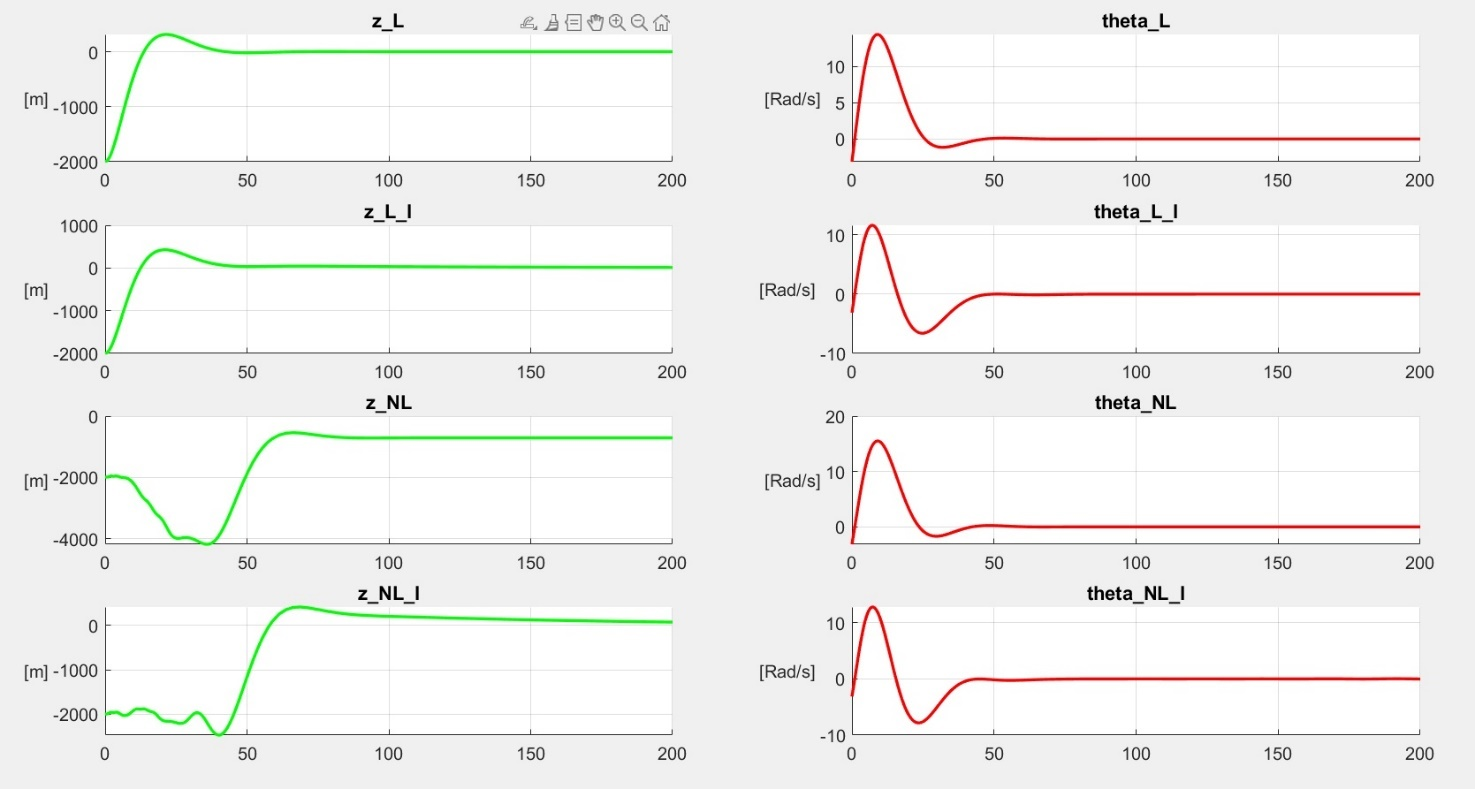 z_L
0
[m]
-1000
-2000
0 50 100 150 200
theta_L
10
[Rad/s]
5
0
0 50 100 150 200
z_L_I
1000
0
[m]
-1000
-2000
0 50 100 150 200
theta_L_I
10
[Rad/s]
0
-10
0 50 100 150 200
z_NL
0
[m]
-2000
-4000
0 50 100 150 200
theta_NL
20
[Rad/s]
10
0
0 50 100 150 200
z_NL_I
0
[m]
-1000
-2000
0 50 100 150 200
theta_NL_I
10
[Rad/s]
0
-10
0 50 100 150 200